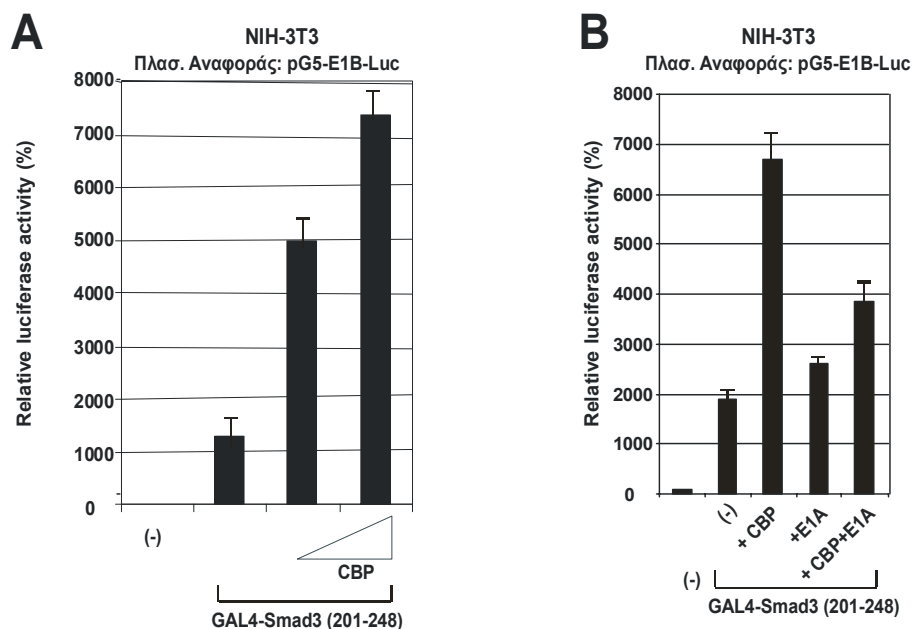 A
NIH-3T3
Πλασ. Αναφοράς: pG5-E1B-Luc
Relative luciferase activity (%)
8000
7000
6000
5000
4000
3000
2000
1000
0
(-)
CBP
GAL4-Smad3 (201-248)
B
NIH-3T3
Πλασ. Αναφοράς: pG5-E1B-Luc
Relative luciferase activity (%)
8000
7000
6000
5000
4000
3000
2000
1000
0
(-)
(-)
+ CBP
+E1A
+ CBP+E1A
GAL4-Smad3 (201-248)